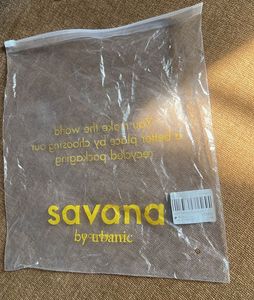 You make the world
a better place by choosing our
recycled packaging
savana
by urbanic